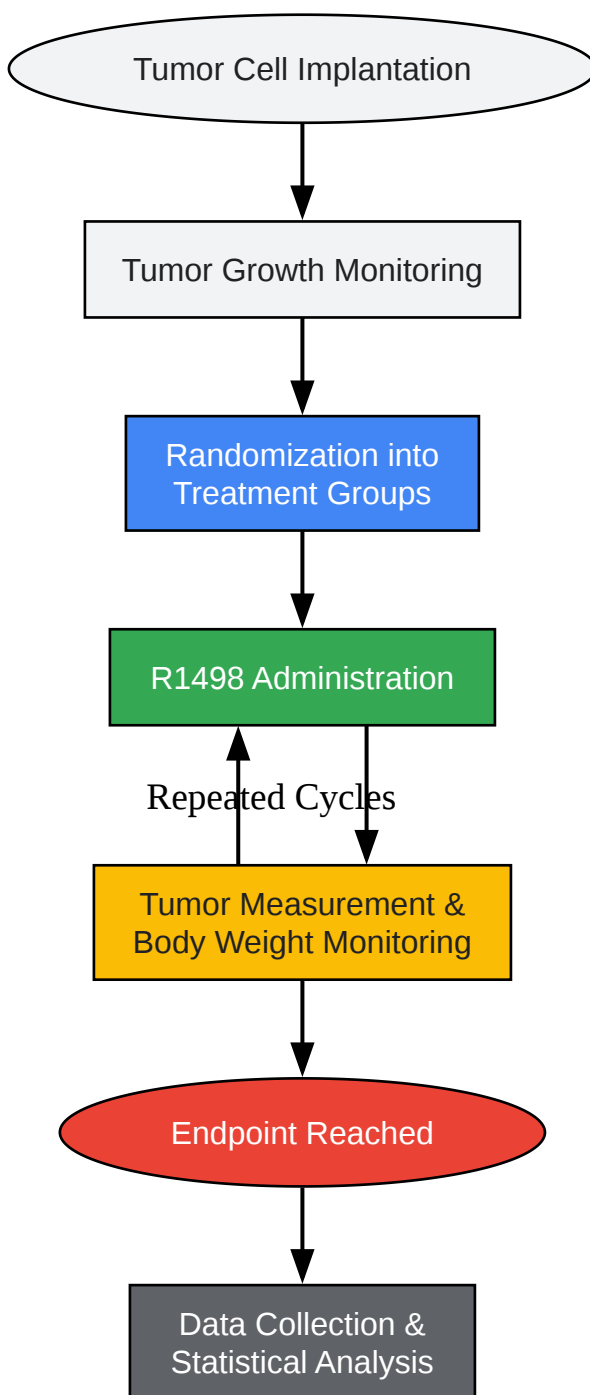 Tumor Cell Implantation
Tumor Growth Monitoring
Randomization into
Treatment Groups
R1498 Administration
Repeated Cycles
Tumor Measurement &
Body Weight Monitoring
Endpoint Reached
Data Collection &
Statistical Analysis